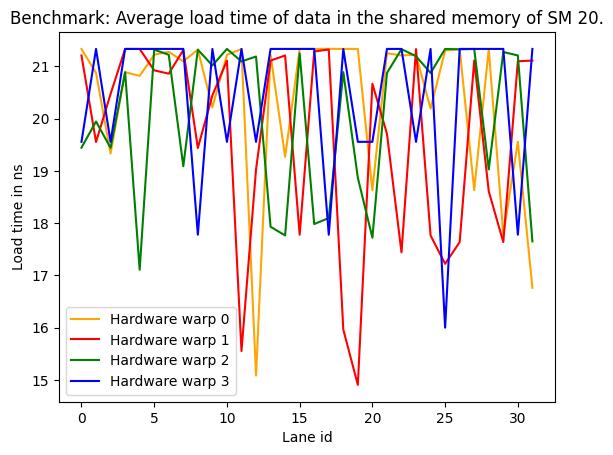 Benchmark: Average load time of data in the shared memory of SM 20.
Load time in ns
21
20
19
18
17
16
15
Hardware warp 0
Hardware warp 1
Hardware warp 2
Hardware warp 3
0 5 10 15 20 25 30
Lane id